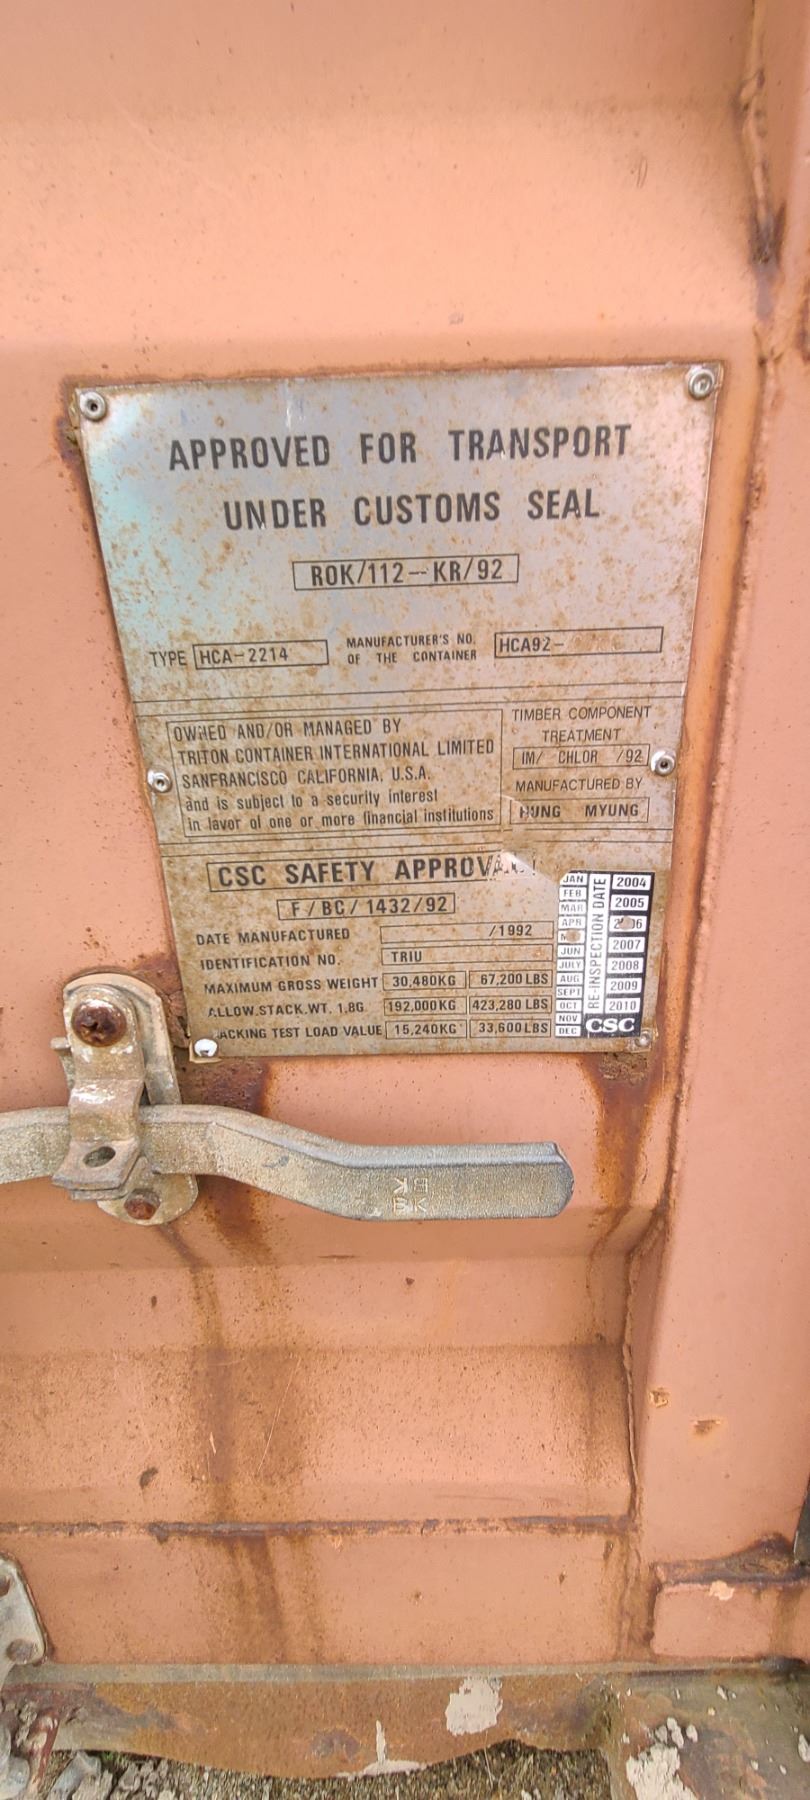 APPROVED FOR TRANSPORT
UNDER CUSTOMS SEAL
ROK/112-KR/92
TYPE HCA-2214 MANUFACTURER'S NO. OF THE CONTAINER HCA92-
OWNED AND/OR MANAGED BY
TRITON CONTAINER INTERNATIONAL LIMITED
SANFRANCISCO CALIFORNIA, U.S.A.
and is subject to a security interest
in favor of one or more financial institutions
TIMBER COMPONENT
TREATMENT
IM/ CHLOR /92
MANUFACTURED BY
HUNG MYUNG
CSC SAFETY
F/BC/1432/92
DATE MANUFACTURED /1992
IDENTIFICATION NO. TRIU
MAXIMUM GROSS WEIGHT 30,480KG 67,200 LBS
ALLOW.STACK.WT. 1.8G 192,000KG 423,280 LBS
TEST LOAD VALUE 15,240KG 33,600LBS
JAN
FEB
MAR
APR
JUN
JULY
AUG
SEPT
OCT
NOV
DEC
RE-INSPECTION DATE
2004
2005
2007
2008
2009
2010
CSC
BK